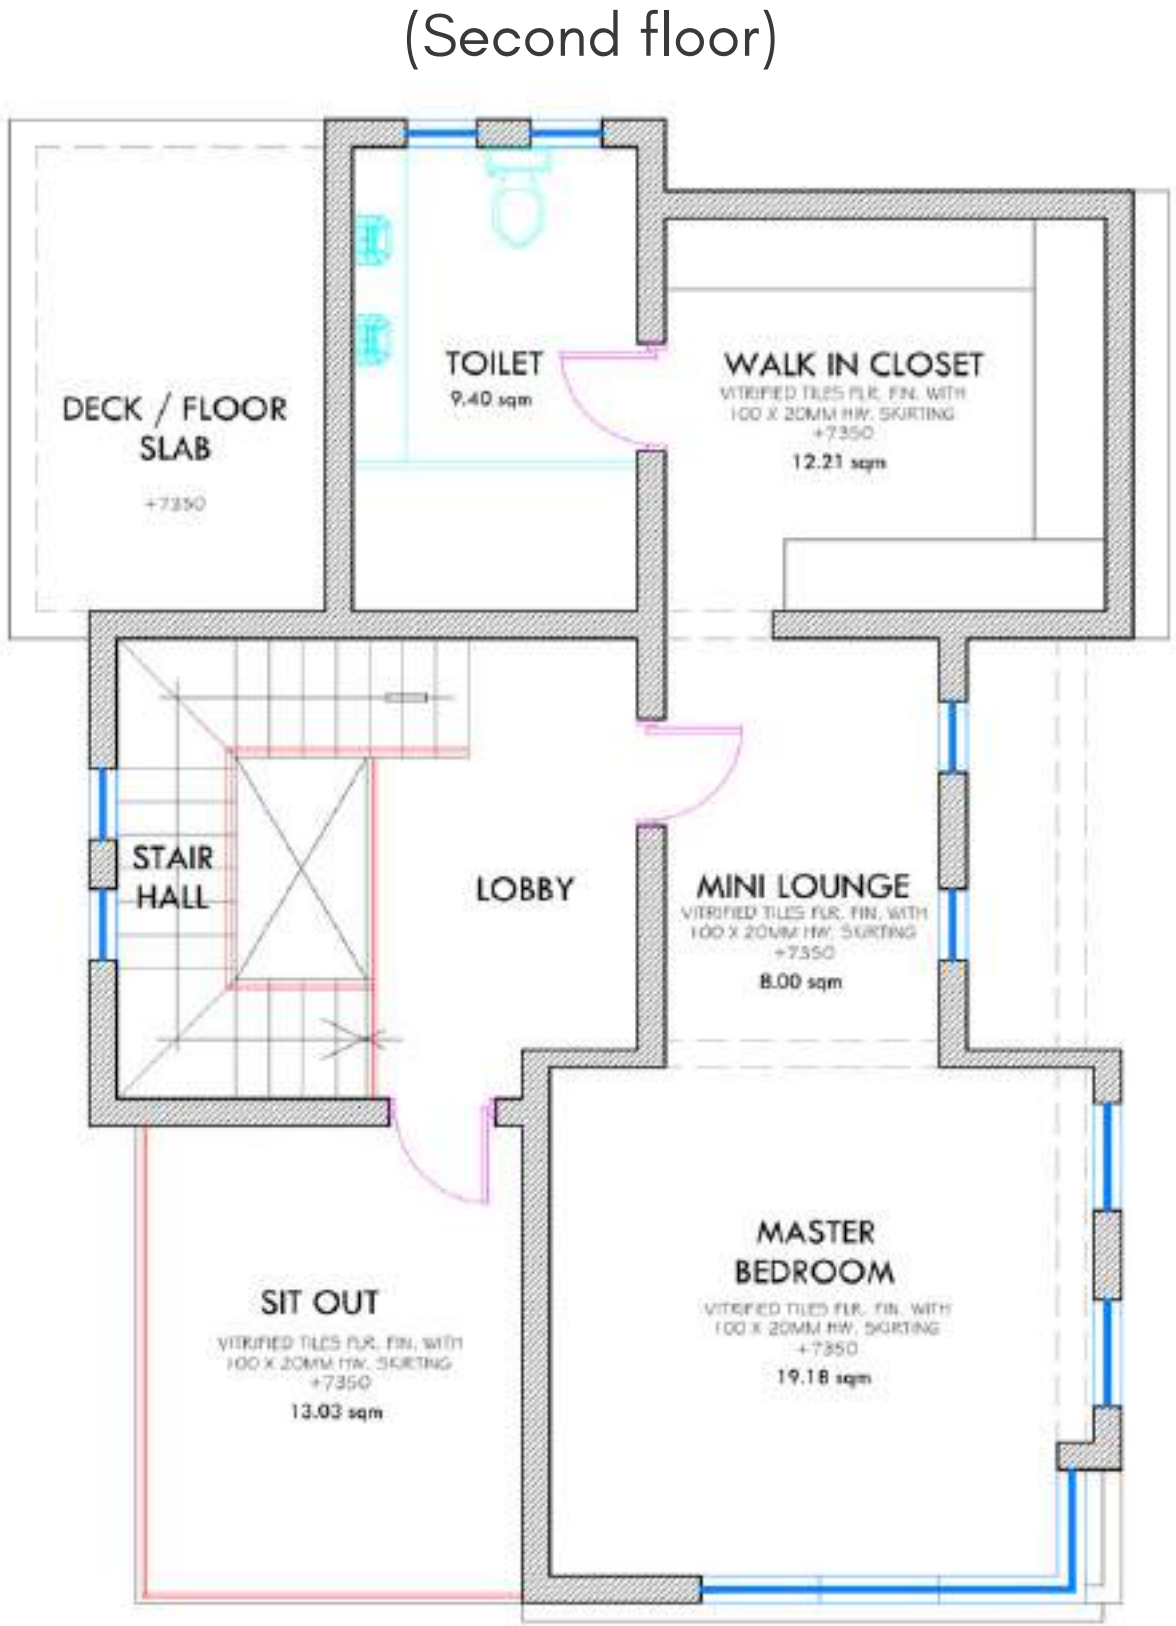 (Second floor)
TOILET
9.40 sqm
WALK IN CLOSET
VITRIFIED TILES FLR. FIN. WITH
100 X 20MM HW. SKIRTING
+7350
12.21 sqm
DECK / FLOOR
SLAB
+7350
STAIR
HALL
LOBBY
MINI LOUNGE
VITRIFIED TILES FLR. FIN. WITH
100 X 20MM HW. SKIRTING
+7350
8.00 sqm
MASTER
BEDROOM
VITRIFIED TILES FLR. FIN. WITH
100 X 20MM HW. SKIRTING
+7350
19.18 sqm
SIT OUT
VITRIFIED TILES FLR. FIN. WITH
100 X 20MM HW. SKIRTING
+7350
13.03 sqm